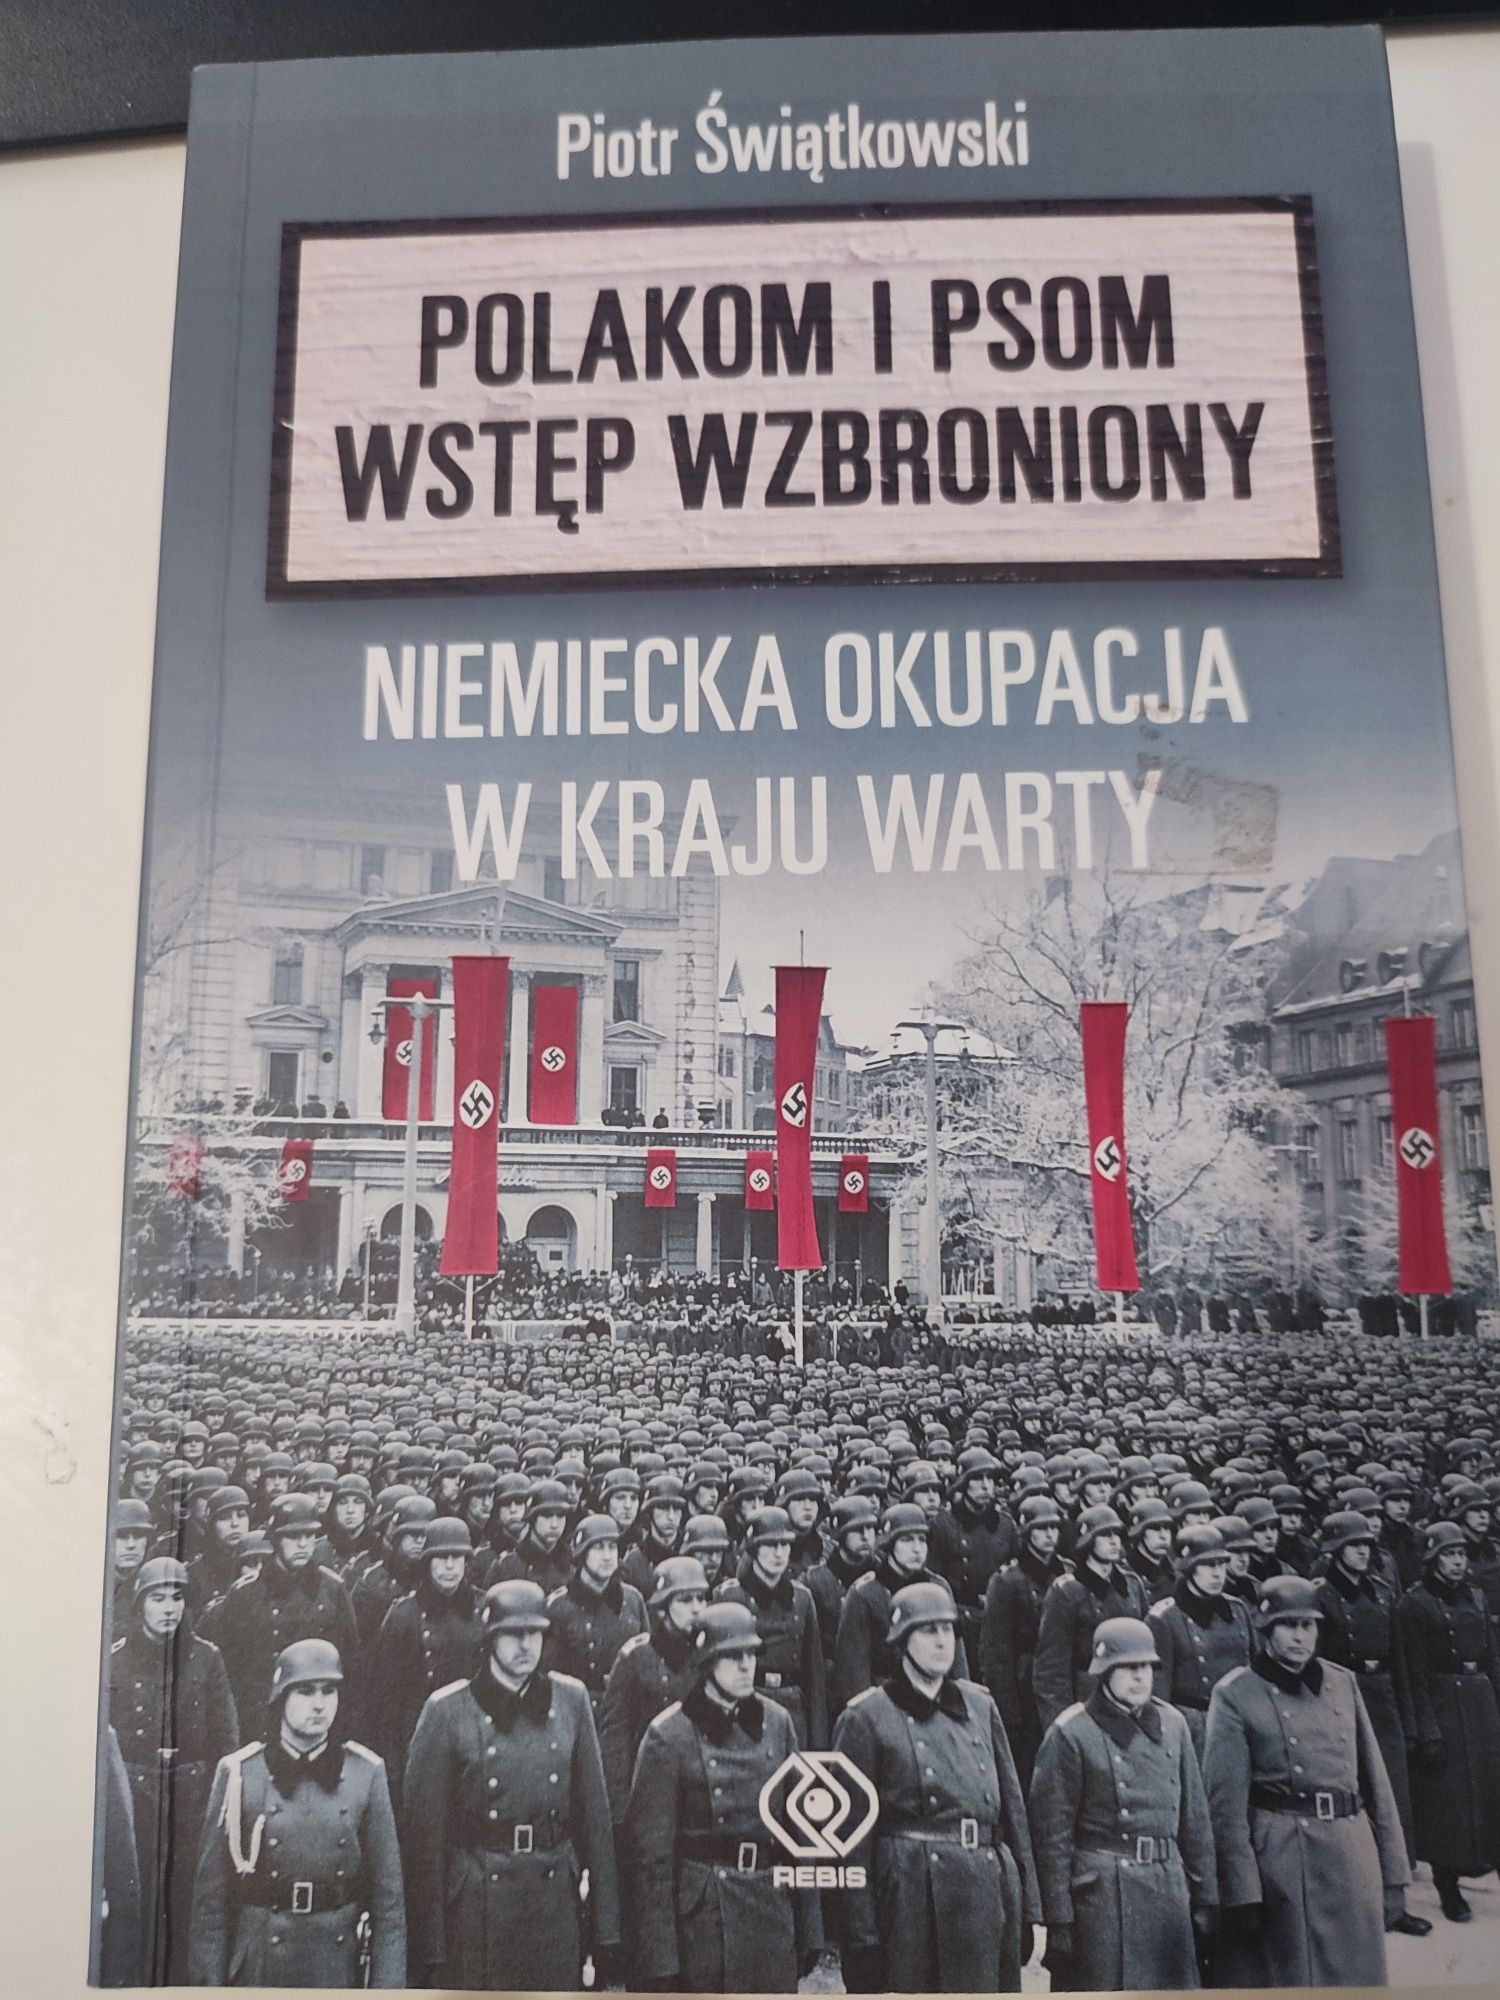 Piotr Świątkowski
POLAKOM I PSOM
WSTĘP WZBRONIONY
NIEMIECKA OKUPACJA
W KRAJU WARTY
REBIS